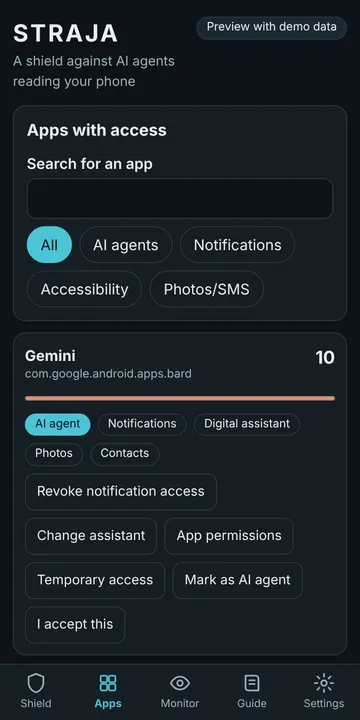 STRAJA
Preview with demo data
A shield against AI agents
reading your phone
Apps with access
Search for an app
All
AI agents
Notifications
Accessibility
Photos/SMS
Gemini
10
com.google.android.apps.bard
AI agent
Notifications
Digital assistant
Photos
Contacts
Revoke notification access
Change assistant
App permissions
Temporary access
Mark as AI agent
I accept this
Shield
Apps
Monitor
Guide
Settings